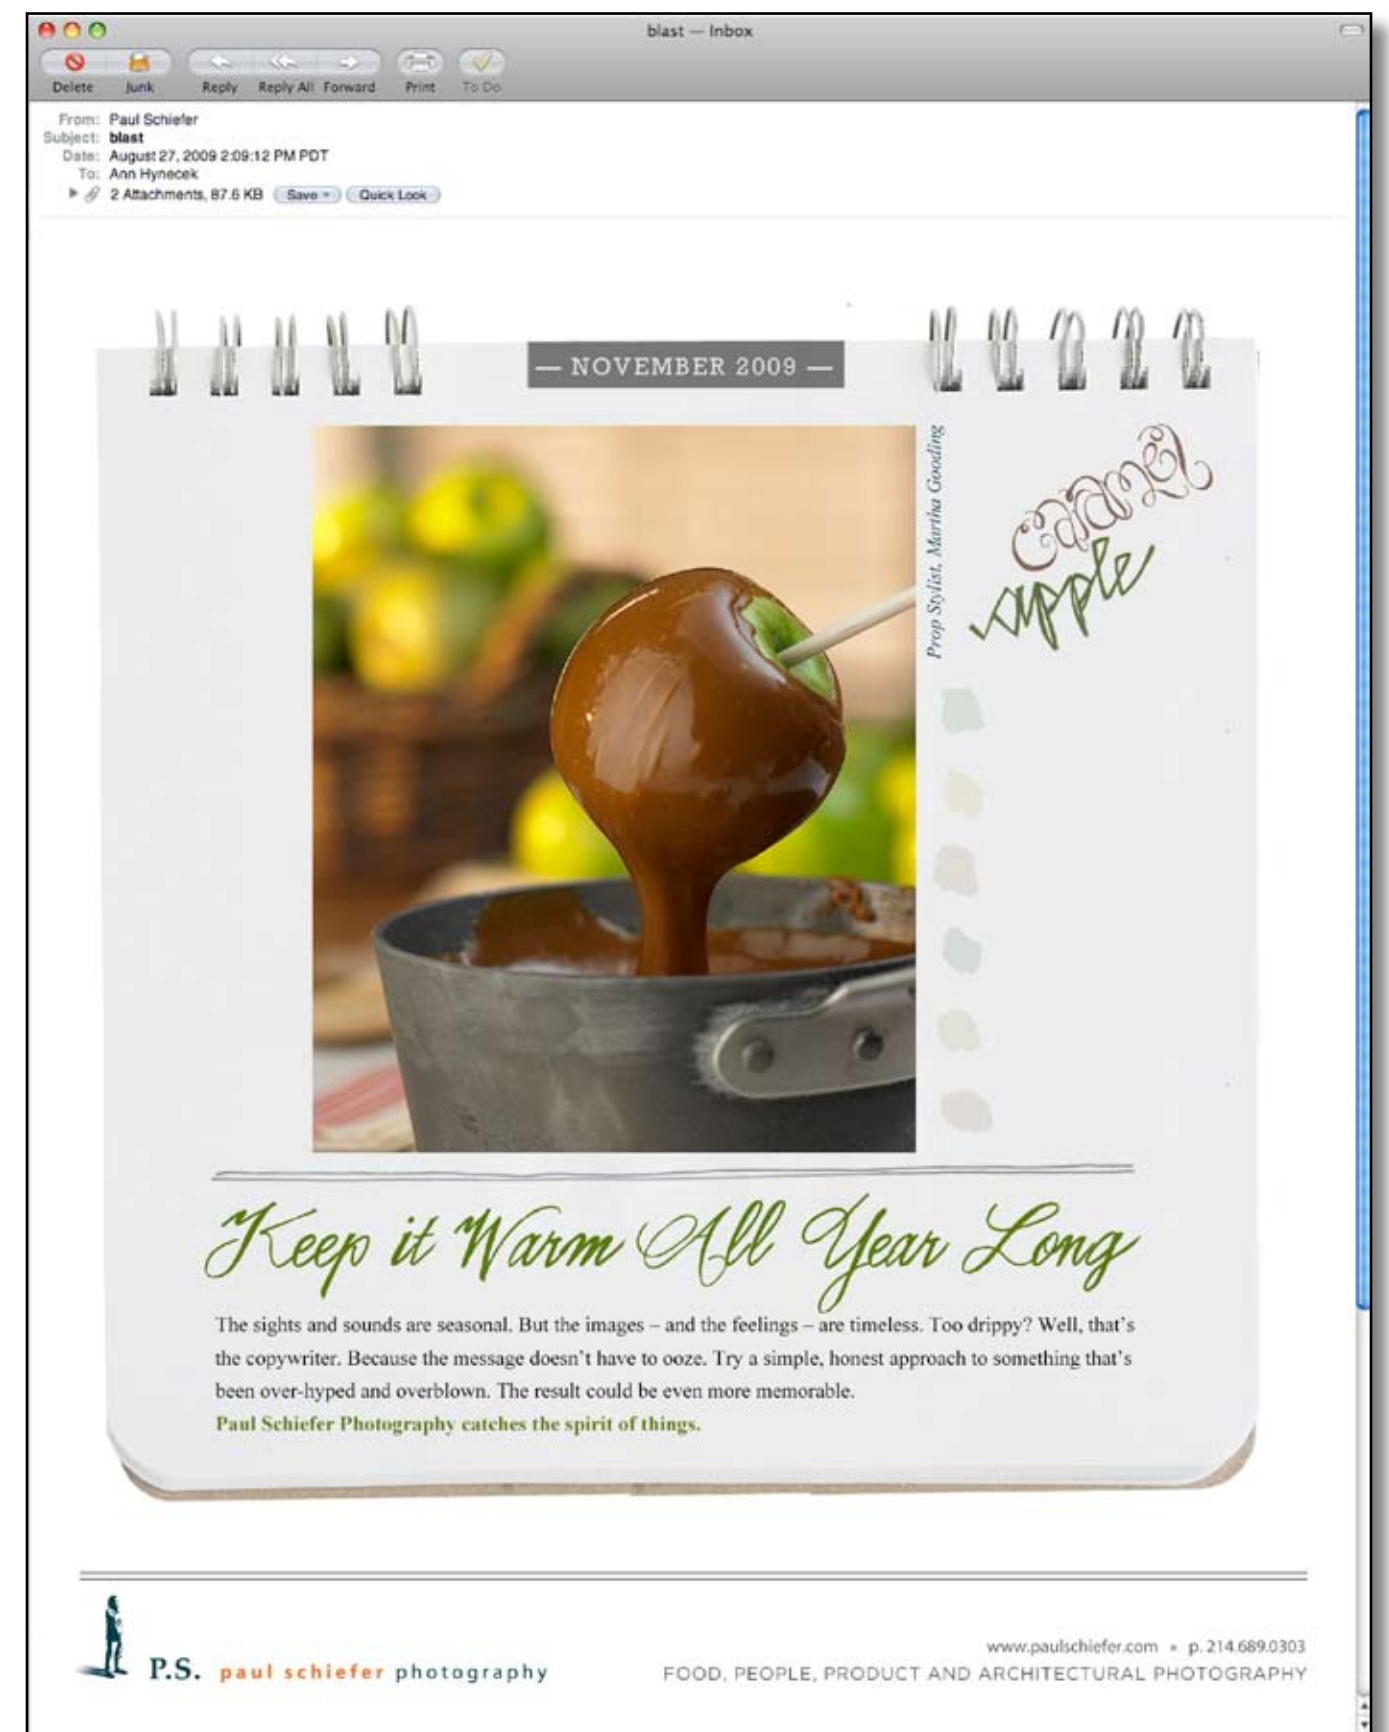 blast — Inbox
Delete Junk Reply Reply All Forward Print To Do
From: Paul Schiefer
Subject: blast
Date: August 27, 2009 2:09:12 PM PDT
To: Ann Hynecek
2 Attachments, 87.6 KB Save Quick Look
— NOVEMBER 2009 —
Prop Stylist, Martha Gooding
caramel
apple
Keep it Warm All Year Long
The sights and sounds are seasonal. But the images – and the feelings – are timeless. Too drippy? Well, that's
the copywriter. Because the message doesn't have to ooze. Try a simple, honest approach to something that's
been over-hyped and overblown. The result could be even more memorable.
Paul Schiefer Photography catches the spirit of things.
www.paulschiefer.com • p. 214.689.0303
P.S. paul schiefer photography
FOOD, PEOPLE, PRODUCT AND ARCHITECTURAL PHOTOGRAPHY